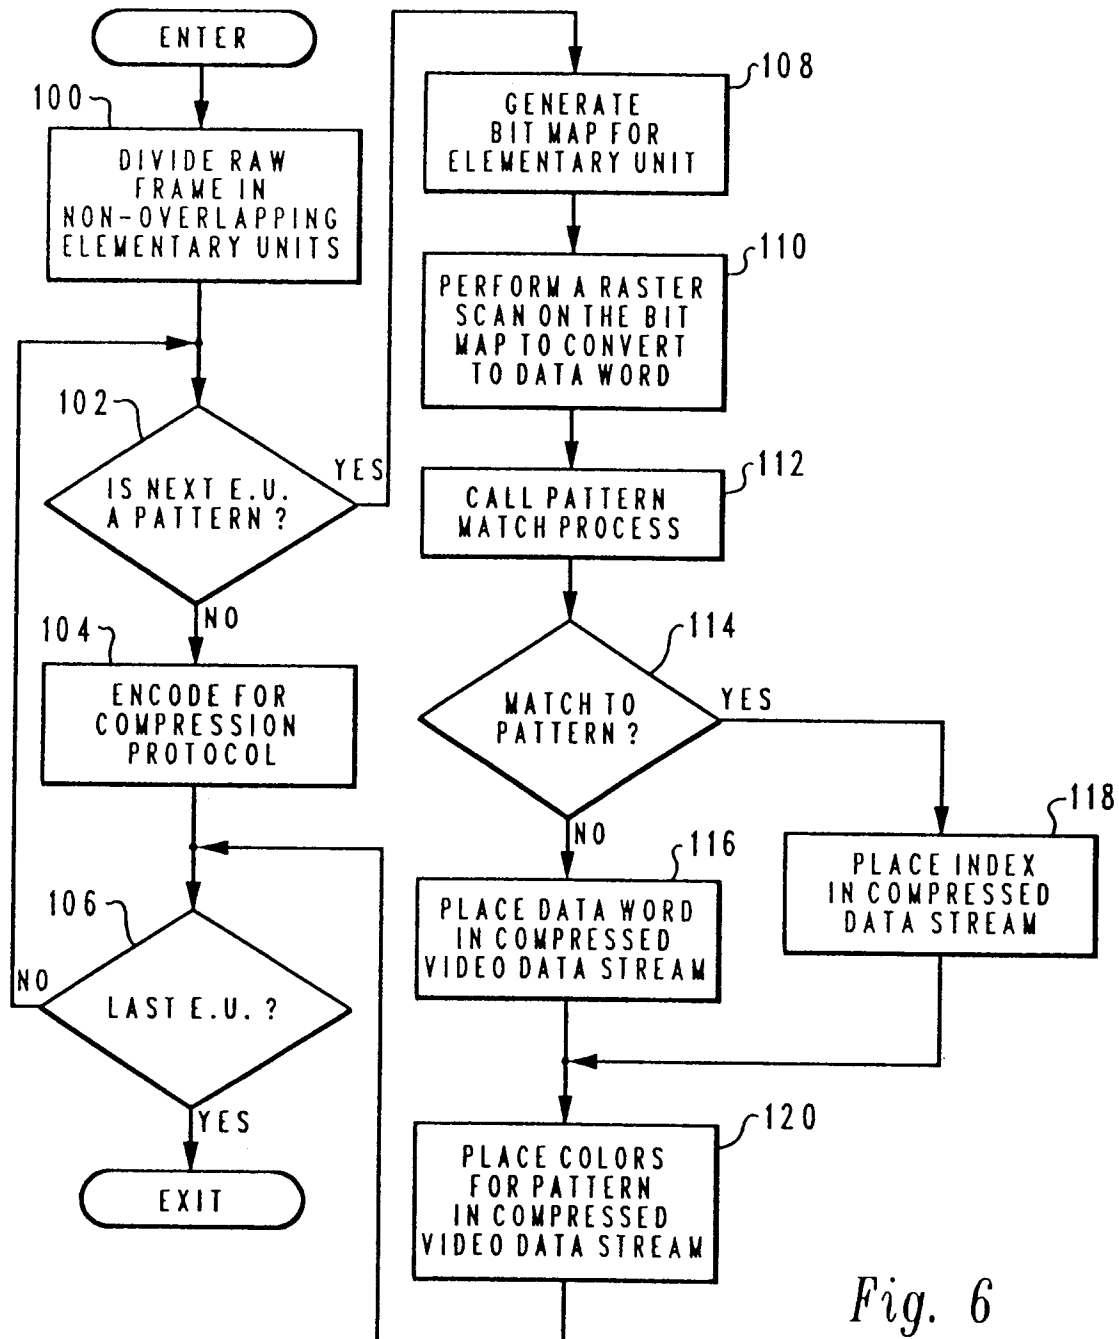 ENTER
100
DIVIDE RAW
FRAME IN
NON-OVERLAPPING
ELEMENTARY UNITS
102
IS NEXT E.U.
A PATTERN ?
YES
NO
104
ENCODE FOR
COMPRESSION
PROTOCOL
106
LAST E.U. ?
NO
YES
EXIT
108
GENERATE
BIT MAP FOR
ELEMENTARY UNIT
110
PERFORM A RASTER
SCAN ON THE BIT
MAP TO CONVERT
TO DATA WORD
112
CALL PATTERN
MATCH PROCESS
114
MATCH TO
PATTERN ?
YES
NO
116
PLACE DATA WORD
IN COMPRESSED
VIDEO DATA STREAM
118
PLACE INDEX
IN COMPRESSED
DATA STREAM
120
PLACE COLORS
FOR PATTERN
IN COMPRESSED
VIDEO DATA STREAM
Fig. 6